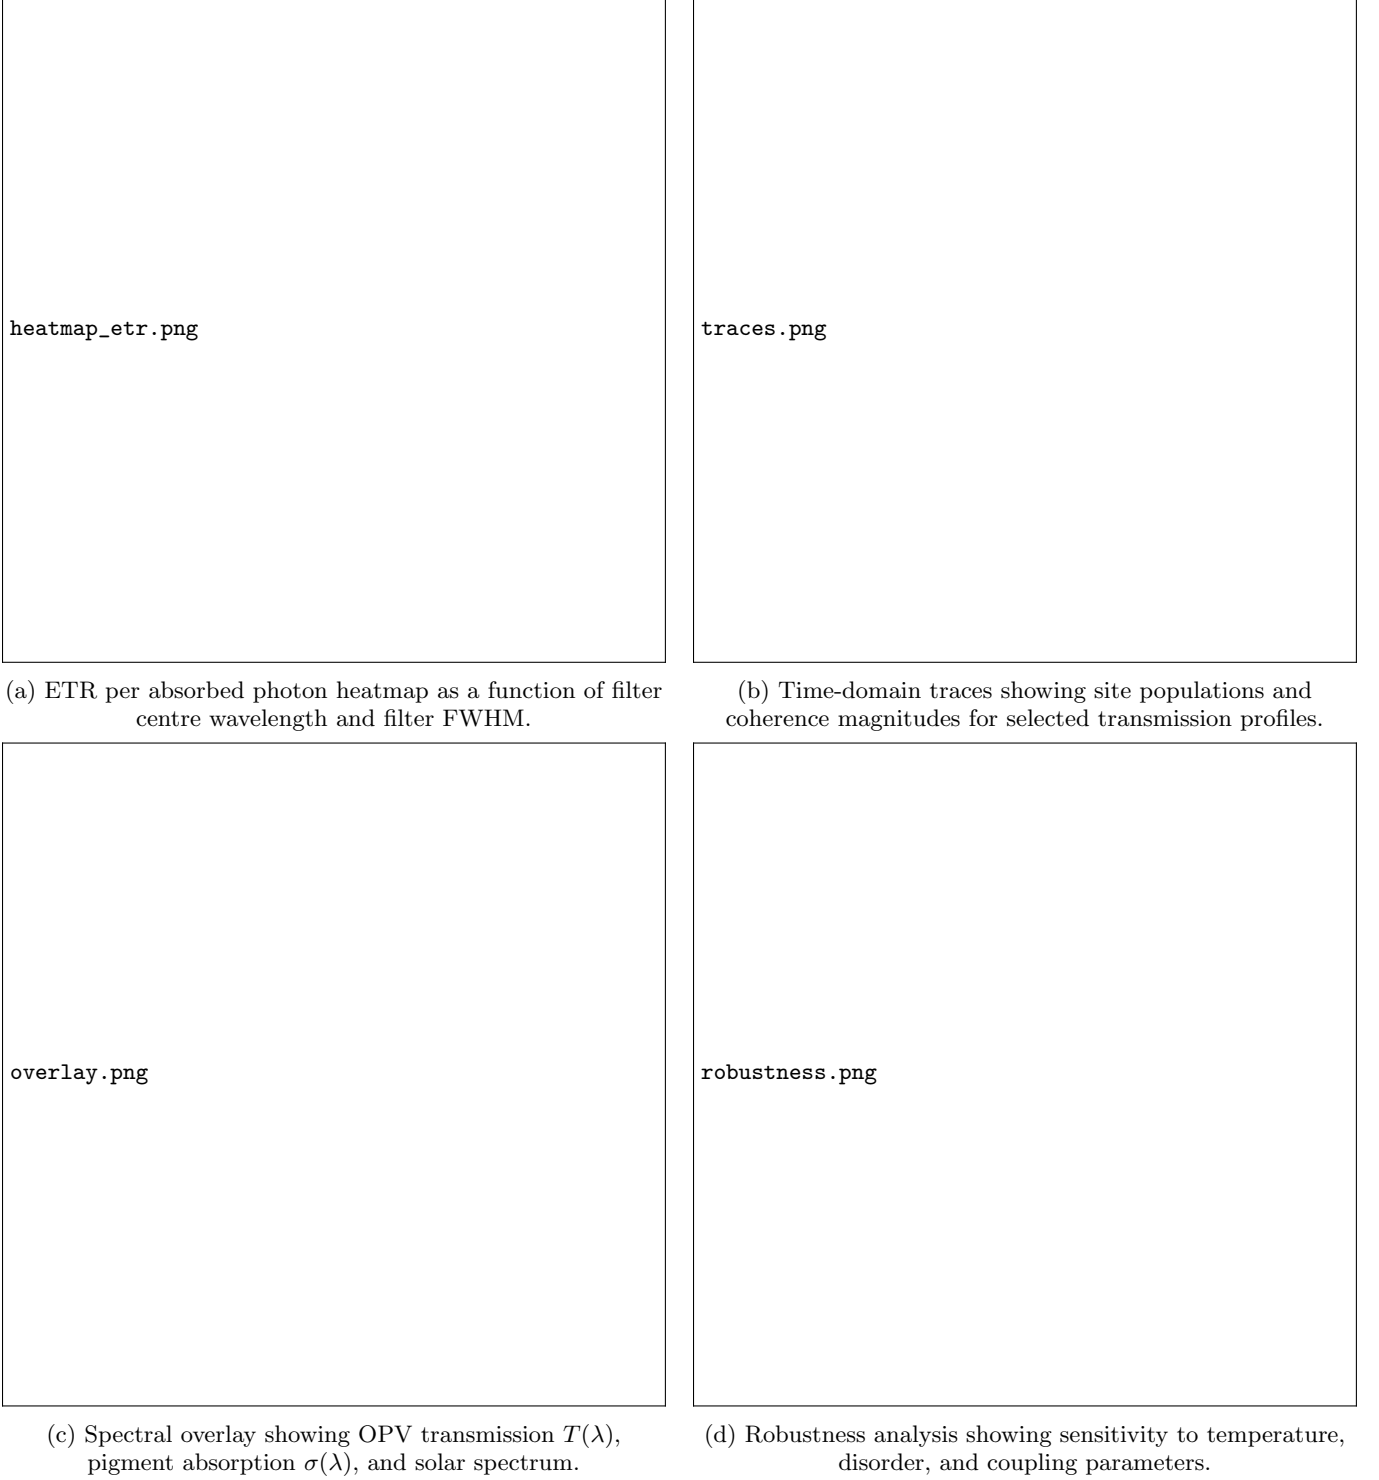 heatmap_etr.png
(a) ETR per absorbed photon heatmap as a function of filter
centre wavelength and filter FWHM.
traces.png
(b) Time-domain traces showing site populations and
coherence magnitudes for selected transmission profiles.
overlay.png
(c) Spectral overlay showing OPV transmission T(λ),
pigment absorption σ(λ), and solar spectrum.
robustness.png
(d) Robustness analysis showing sensitivity to temperature,
disorder, and coupling parameters.